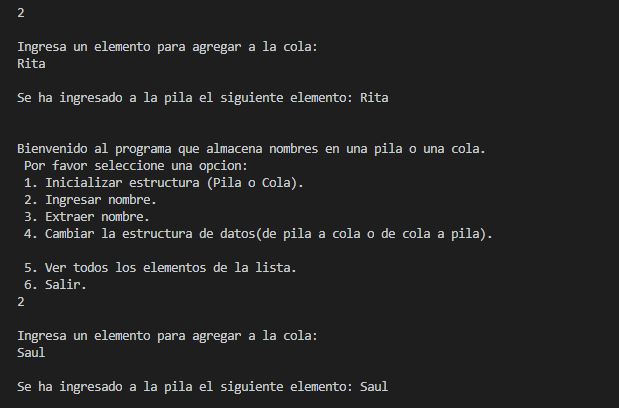 2
Ingresa un elemento para agregar a la cola:
Rita
Se ha ingresado a la pila el siguiente elemento: Rita
Bienvenido al programa que almacena nombres en una pila o una cola.
Por favor seleccione una opcion:
1. Inicializar estructura (Pila o Cola).
2. Ingresar nombre.
3. Extraer nombre.
4. Cambiar la estructura de datos(de pila a cola o de cola a pila).
5. Ver todos los elementos de la lista.
6. Salir.
2
Ingresa un elemento para agregar a la cola:
Saul
Se ha ingresado a la pila el siguiente elemento: Saul